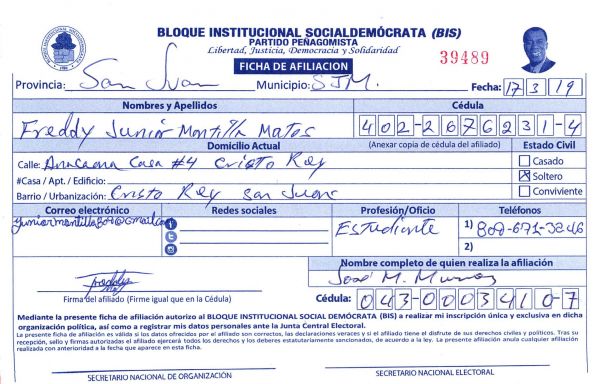 BLOQUE INSTITUCIONAL SOCIALDEMÓCRATA (BIS)
PARTIDO PEÑAGOMISTA
Libertad, Justicia, Democracia y Solidaridad
39489
FICHA DE AFILIACION
Provincia: San Juan Municipio: SJM. Fecha: 17 3 19
Nombres y Apellidos Cédula
Freddy Junior Montilla Matos 402-2676231-4
Domicilio Actual (Anexar copia de cédula del afiliado) Estado Civil
Calle: Anacaona Casa #4 Cristo Rey Casado
#Casa / Apt. / Edificio: Soltero
Barrio / Urbanización: Cristo Rey San Juan Conviviente
Correo electrónico Redes sociales Profesión/Oficio Teléfonos
Estudiante 1) 809-671-3246
2)
Nombre completo de quien realiza la afiliación
Freddy
José M.
Firma del afiliado (Firme igual que en la Cédula) Cédula: 043-0003410-7
Mediante la presente ficha de afiliación autorizo al BLOQUE INSTITUCIONAL SOCIAL DEMÓCRATA (BIS) a realizar mi inscripción única y exclusiva en dicha
organización política, así como a registrar mis datos personales ante la Junta Central Electoral.
La presente ficha de afiliación es válida si los datos ofrecidos por el afiliado son correctos, las declaraciones veraces y si el afiliado tiene el disfrute de sus derechos civiles y políticos. Tras su
recepción, sello y firmas autorizadas el afiliado ejercerá todos los derechos y los deberes estatutariamente sancionados, de acuerdo a la ley. La presente afiliación anula cualquier afiliación
realizada con anterioridad a la fecha que aparece en esta ficha.
SECRETARIO NACIONAL DE ORGANIZACIÓN SECRETARIO NACIONAL ELECTORAL